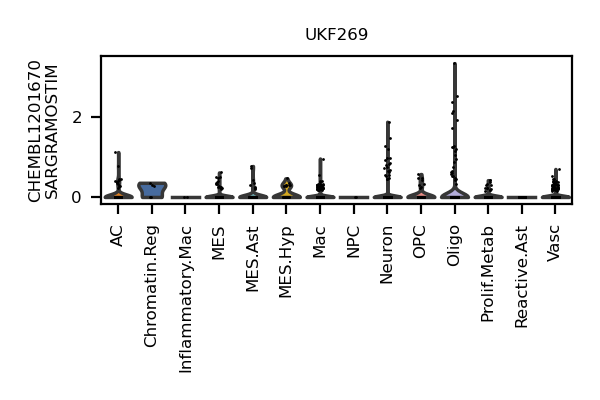 UKF269
CHEMBL1201670
SARGRAMOSTIM
2
0
AC
Chromatin.Reg
Inflammatory.Mac
MES
MES.Ast
MES.Hyp
Mac
NPC
Neuron
OPC
Oligo
Prolif.Metab
Reactive.Ast
Vasc